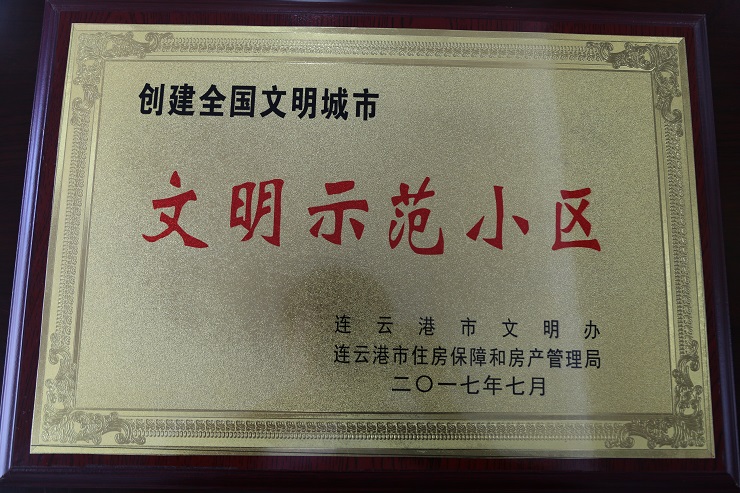 创建全国文明城市
文明示范小区
连云港市文明办
连云港市住房保障和房产管理局
二〇一七年七月